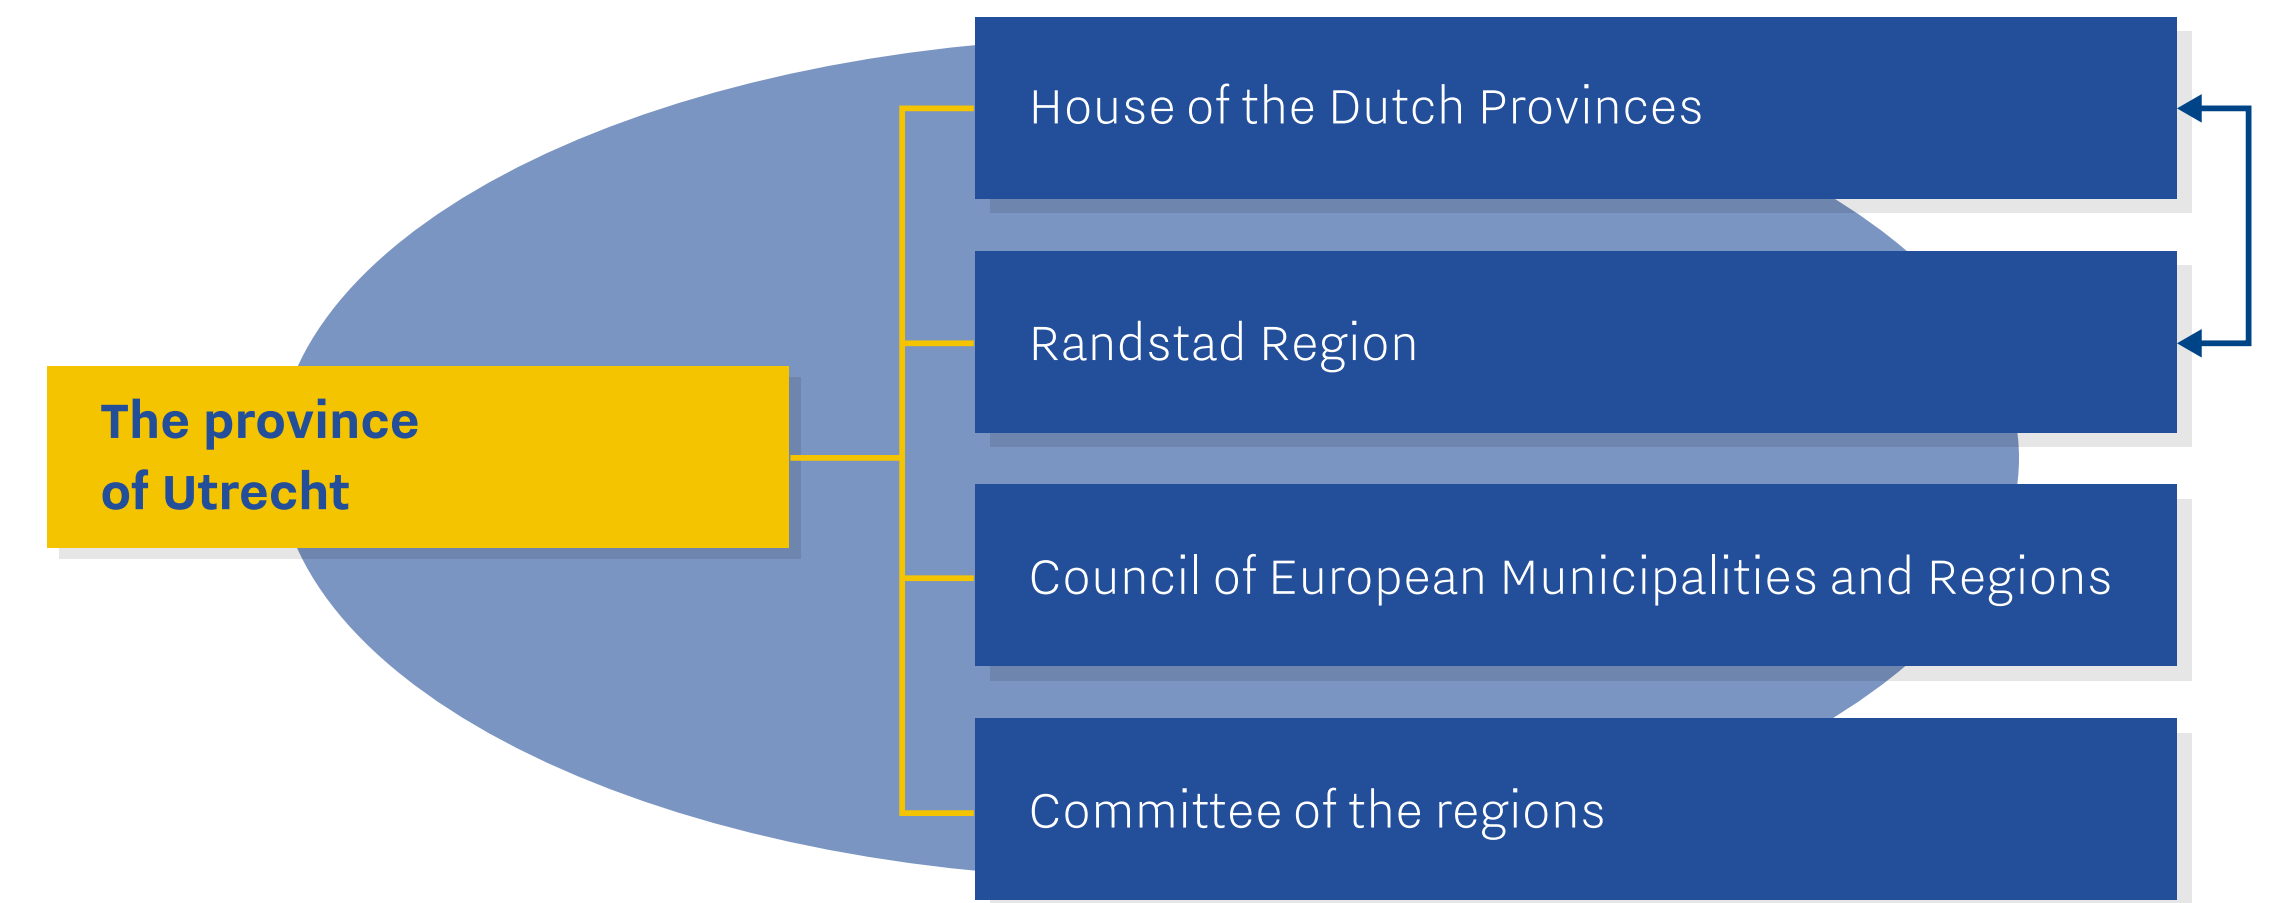 House of the Dutch Provinces
Randstad Region
The province
of Utrecht
Council of European Municipalities and Regions
Committee of the regions